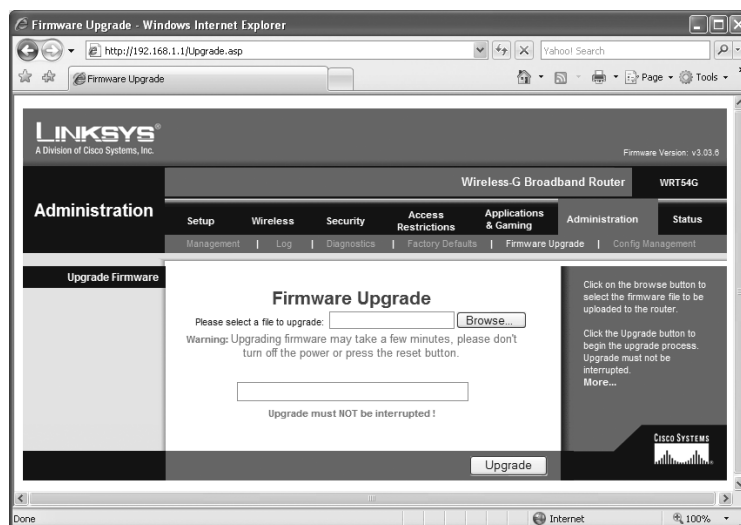 Firmware Upgrade - Windows Internet Explorer
http://192.168.1.1/Upgrade.asp
Yahoo! Search
Firmware Upgrade
Page
Tools
LINKSYS®
A Division of Cisco Systems, Inc.
Firmware Version: v3.03.6
Wireless-G Broadband Router WRT54G
Administration
Setup Wireless Security Access Restrictions Applications & Gaming Administration Status
Management | Log | Diagnostics | Factory Defaults | Firmware Upgrade | Config Management
Upgrade Firmware
Firmware Upgrade
Please select a file to upgrade: Browse...
Warning: Upgrading firmware may take a few minutes, please don't
turn off the power or press the reset button.
Upgrade must NOT be interrupted !
Upgrade
Click on the browse button to
select the firmware file to be
uploaded to the router.
Click the Upgrade button to
begin the upgrade process.
Upgrade must not be
interrupted.
More...
CISCO SYSTEMS
Done
Internet
100%